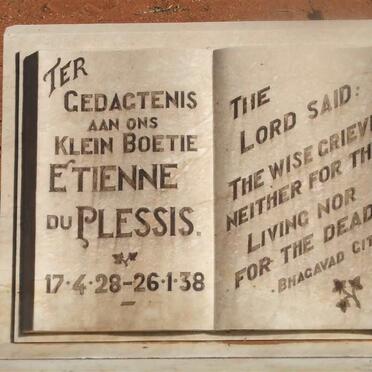 TER
GEDACTENIS
AAN ONS
KLEIN BOETIE
ETIENNE
DU PLESSIS.
17·4·28-26·1·38
THE
LORD SAID:
THE WISE GRIEVE
NEITHER FOR THE
LIVING NOR
FOR THE DEAD
·BHAGAVAD GIT